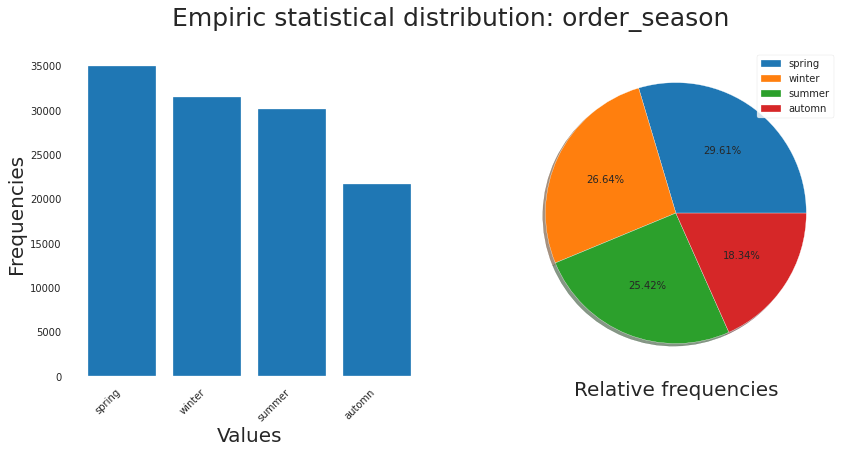 Empiric statistical distribution: order_season
Frequencies
35000
30000
25000
20000
15000
10000
5000
0
spring
winter
summer
automn
Values
spring
winter
summer
automn
29.61%
26.64%
25.42%
18.34%
Relative frequencies